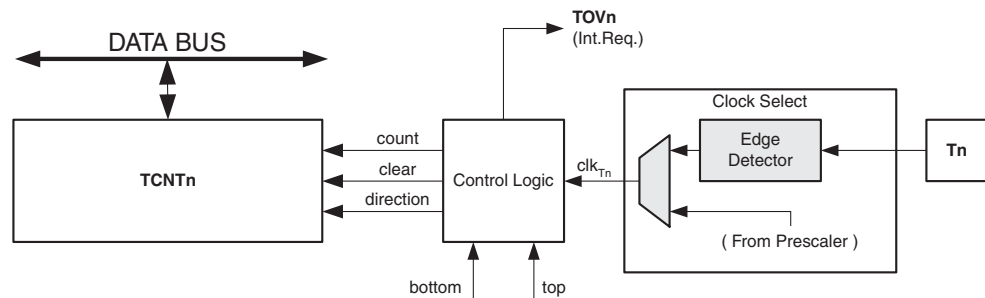 TOVn
(Int.Req.)
DATA BUS
Clock Select
count
clear
direction
TCNTn
Control Logic
clkTn
Edge
Detector
Tn
( From Prescaler )
bottom
top